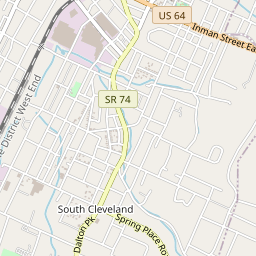 US 64
Inman Street Ea
SR 74
e District West End
South Cleveland
Dalton Pk
Spring Place Ro